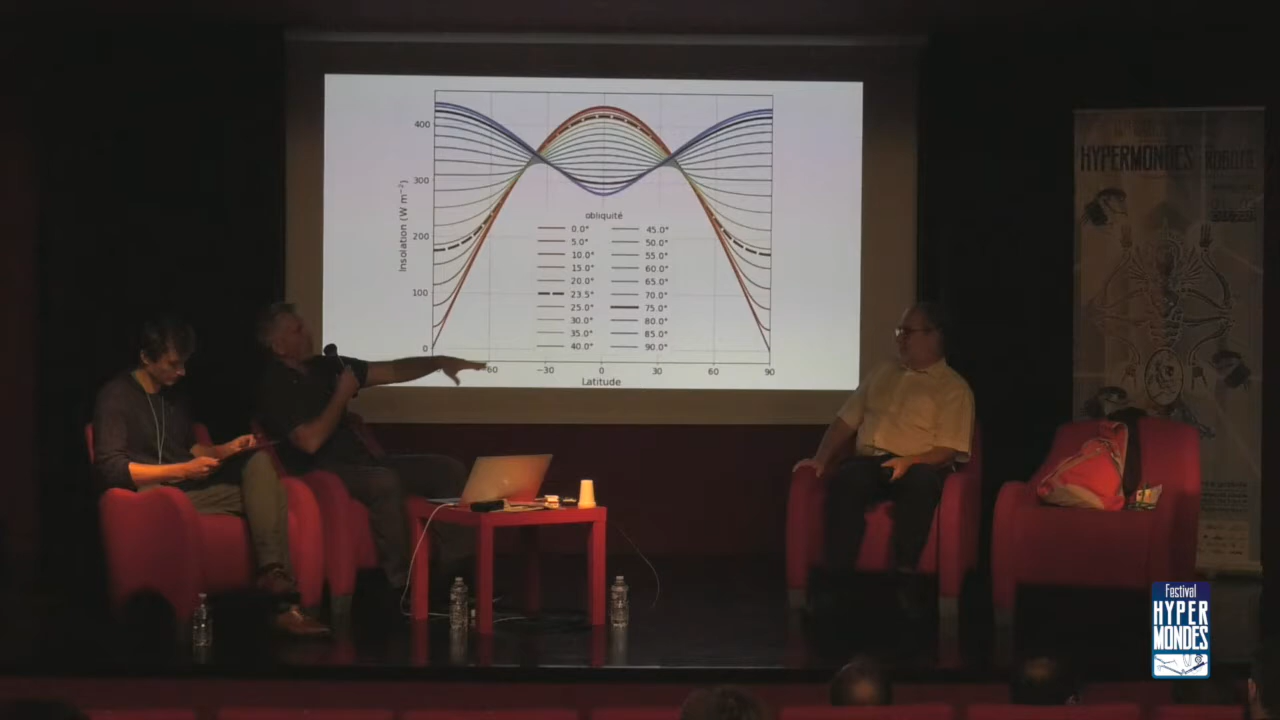 400
300
200
100
0
Insolation (W m⁻²)
obliquité
0.0° 45.0°
5.0° 50.0°
10.0° 55.0°
15.0° 60.0°
20.0° 65.0°
23.5° 70.0°
25.0° 75.0°
30.0° 80.0°
35.0° 85.0°
40.0° 90.0°
−60 −30 0 30 60 90
Latitude
HYPERMONDES
Festival
HYPER
MONDES